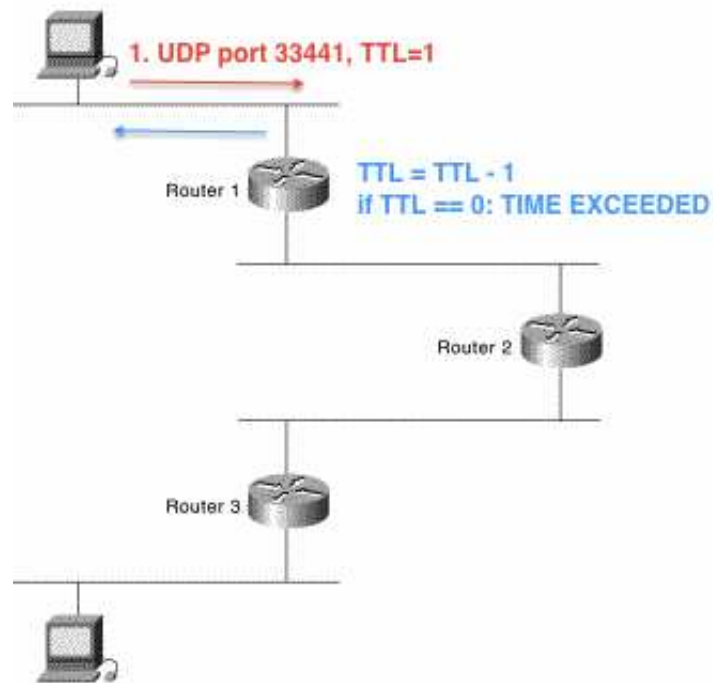 1. UDP port 33441, TTL=1
Router 1
TTL = TTL - 1
if TTL == 0: TIME EXCEEDED
Router 2
Router 3